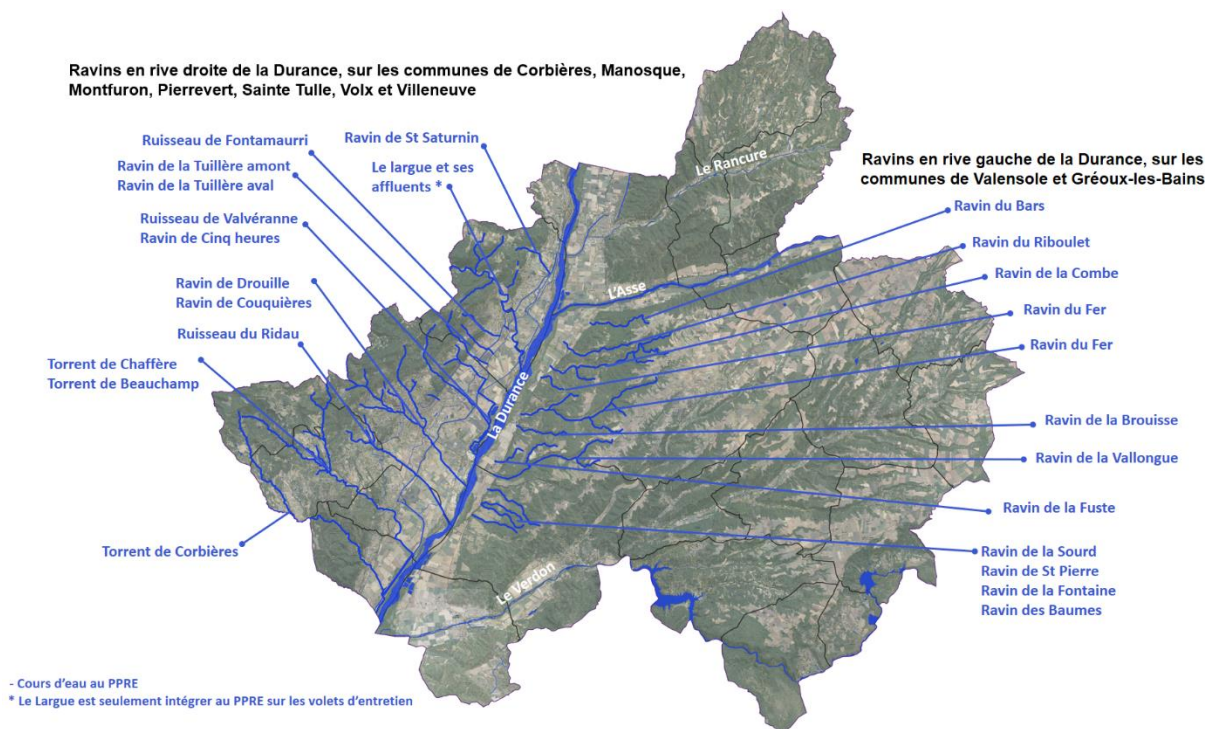 Ravins en rive droite de la Durance, sur les communes de Corbières, Manosque,
Montfuron, Pierrevert, Sainte Tulle, Volx et Villeneuve
Ruisseau de Fontamaurri
Ravin de la Tuillère amont
Ravin de la Tuillère aval
Ruisseau de Valvéranne
Ravin de Cinq heures
Ravin de Drouille
Ravin de Couquières
Ruisseau du Ridau
Torrent de Chaffère
Torrent de Beauchamp
Torrent de Corbières
Ravin de St Saturnin
Le largue et ses
affluents *
Le Rancure
L'Asse
La Durance
Le Verdon
Ravins en rive gauche de la Durance, sur les
communes de Valensole et Gréoux-les-Bains
Ravin du Bars
Ravin du Riboulet
Ravin de la Combe
Ravin du Fer
Ravin du Fer
Ravin de la Brouisse
Ravin de la Vallongue
Ravin de la Fuste
Ravin de la Sourd
Ravin de St Pierre
Ravin de la Fontaine
Ravin des Baumes
- Cours d'eau au PPRE
* Le Largue est seulement intégrer au PPRE sur les volets d'entretien